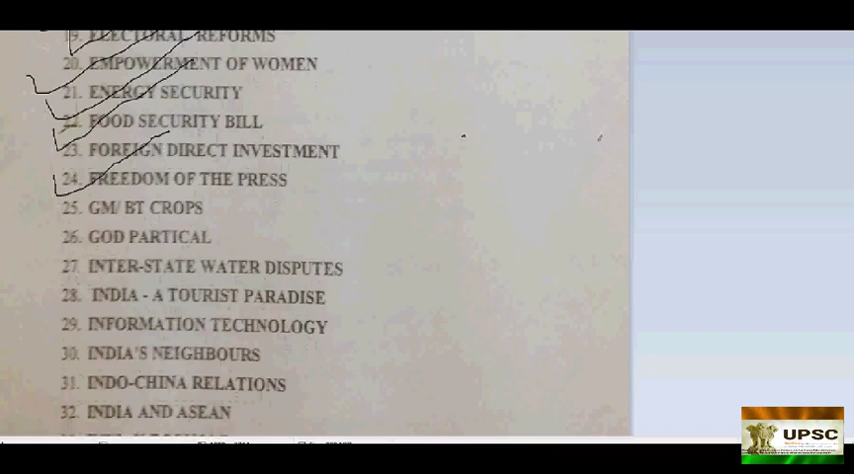 19. ELECTORAL REFORMS
20. EMPOWERMENT OF WOMEN
21. ENERGY SECURITY
22. FOOD SECURITY BILL
23. FOREIGN DIRECT INVESTMENT
24. FREEDOM OF THE PRESS
25. GM/ BT CROPS
26. GOD PARTICAL
27. INTER-STATE WATER DISPUTES
28. INDIA - A TOURIST PARADISE
29. INFORMATION TECHNOLOGY
30. INDIA'S NEIGHBOURS
31. INDO-CHINA RELATIONS
32. INDIA AND ASEAN
UPSC